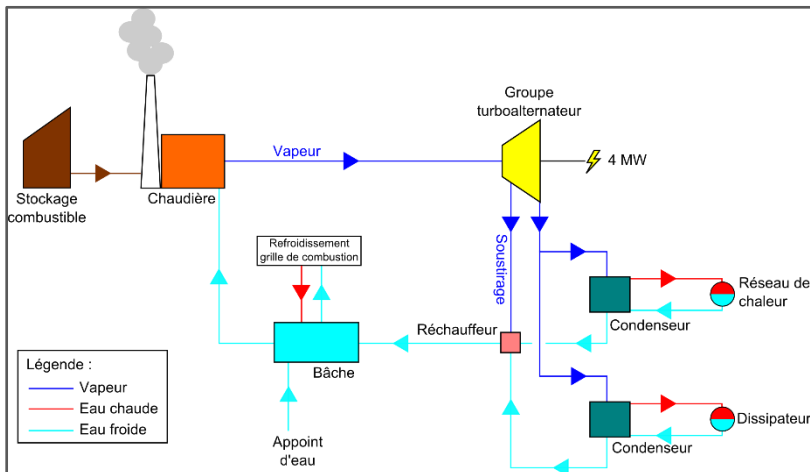 Groupe
turboalternateur
Vapeur
4 MW
Stockage
combustible
Chaudière
Soustirage
Refroidissement
grille de combustion
Réseau de
chaleur
Condenseur
Réchauffeur
Bâche
Légende :
Vapeur
Eau chaude
Eau froide
Appoint
d'eau
Dissipateur
Condenseur